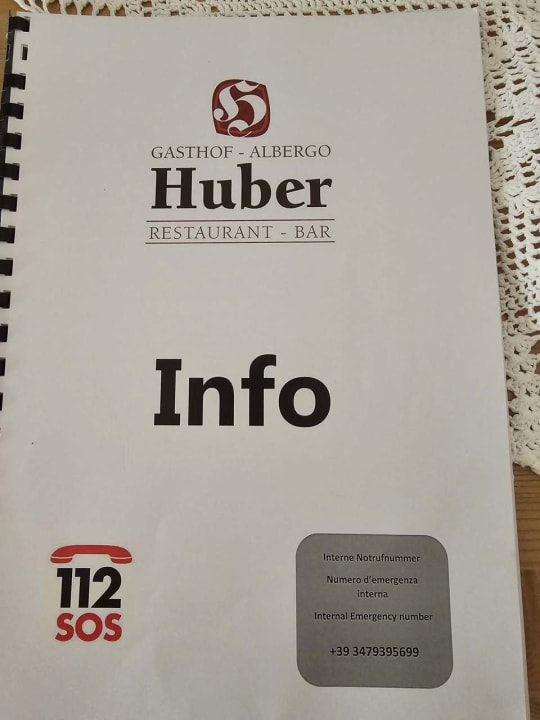 H
GASTHOF - ALBERGO
Huber
RESTAURANT - BAR
Info
112
SOS
Interne Notrufnummer
Numero d'emergenza
interna
Internal Emergency number
+39 3479395699